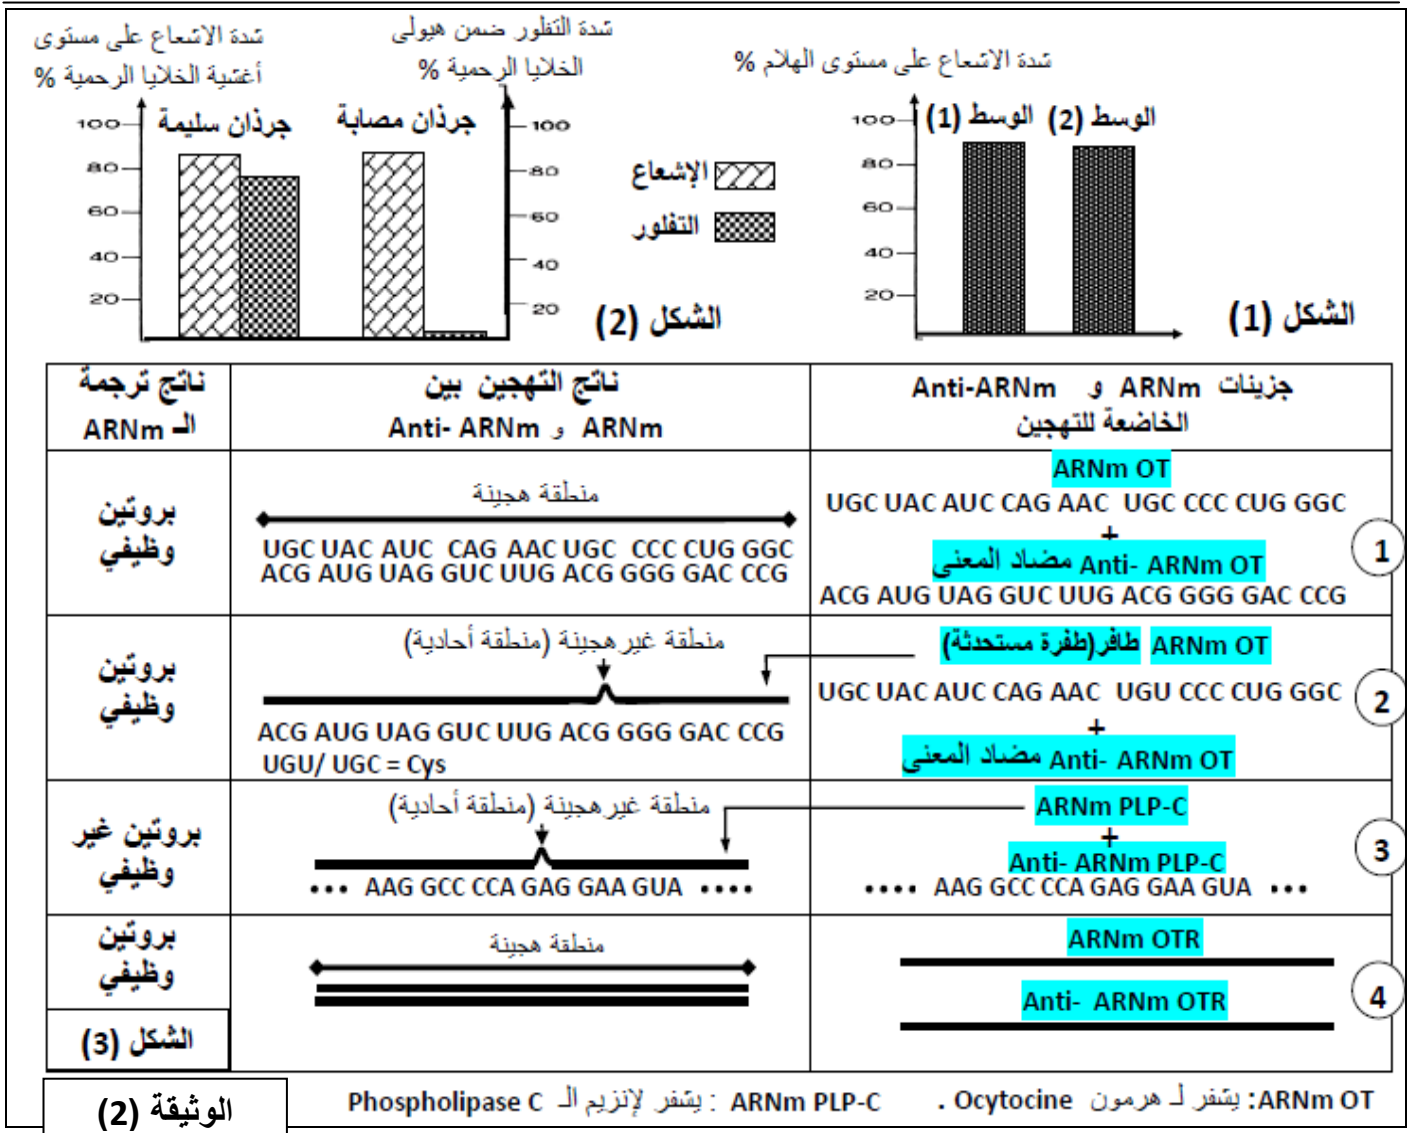 شدة الاشعاع على مستوى
أغشية الخلايا الرحمية %
شدة التفلور ضمن هيولى
الخلايا الرحمية %
شدة الاشعاع على مستوى الهلام %
جرذان سليمة
جرذان مصابة
100
80
60
40
20
100
80
60
40
20
الإشعاع
التفلور
الشكل (2)
الوسط (1)
الوسط (2)
100
80
60
40
20
الشكل (1)
جزيئات ARNm و Anti-ARNm
الخاضعة للتهجين
ناتج التهجين بين
ARNm و Anti- ARNm
ناتج ترجمة
الـ ARNm
1
ARNm OT
UGC UAC AUC CAG AAC UGC CCC CUG GGC
+
Anti- ARNm OT مضاد المعنى
ACG AUG UAG GUC UUG ACG GGG GAC CCG
منطقة هجينة
UGC UAC AUC CAG AAC UGC CCC CUG GGC
ACG AUG UAG GUC UUG ACG GGG GAC CCG
بروتين
وظيفي
2
ARNm OT طافر(طفرة مستحدثة)
UGC UAC AUC CAG AAC UGU CCC CUG GGC
+
Anti- ARNm OT مضاد المعنى
منطقة غير هجينة (منطقة أحادية)
ACG AUG UAG GUC UUG ACG GGG GAC CCG
UGU/ UGC = Cys
بروتين
وظيفي
3
ARNm PLP-C
+
Anti- ARNm PLP-C
•••• AAG GCC CCA GAG GAA GUA •••
منطقة غير هجينة (منطقة أحادية)
••• AAG GCC CCA GAG GAA GUA ••••
بروتين غير
وظيفي
4
ARNm OTR
Anti- ARNm OTR
منطقة هجينة
بروتين
وظيفي
الشكل (3)
ARNm OT: يشفر لـ هرمون Ocytocine . ARNm PLP-C : يشفر لإنزيم الـ Phospholipase C
الوثيقة (2)